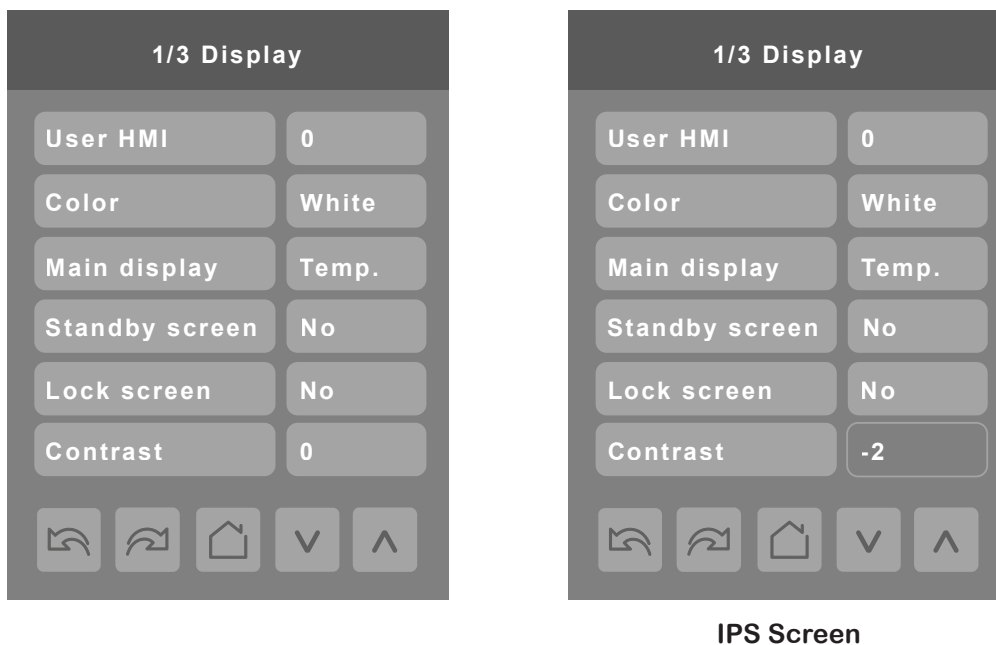 1/3 Display
User HMI 0
Color White
Main display Temp.
Standby screen No
Lock screen No
Contrast 0
1/3 Display
User HMI 0
Color White
Main display Temp.
Standby screen No
Lock screen No
Contrast -2
IPS Screen